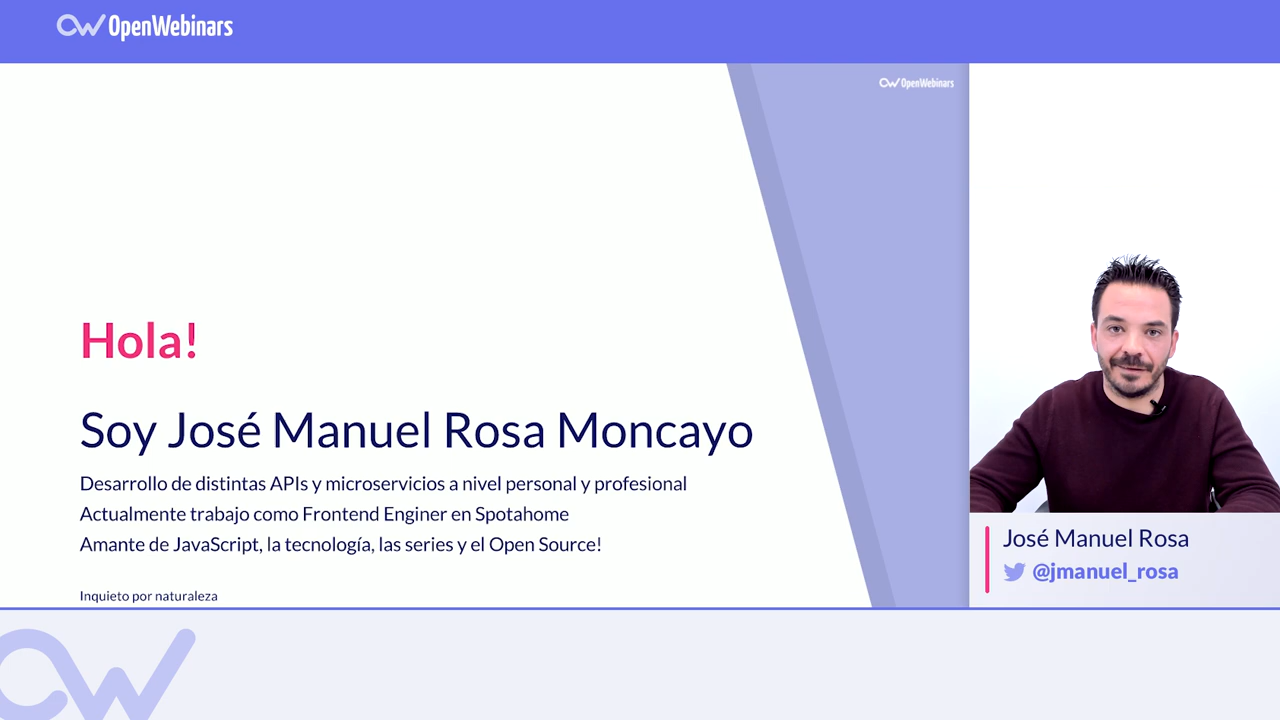 OpenWebinars
OpenWebinars
Hola!
Soy José Manuel Rosa Moncayo
Desarrollo de distintas APIs y microservicios a nivel personal y profesional
Actualmente trabajo como Frontend Enginer en Spotahome
Amante de JavaScript, la tecnología, las series y el Open Source!
Inquieto por naturaleza
José Manuel Rosa
@jmanuel_rosa